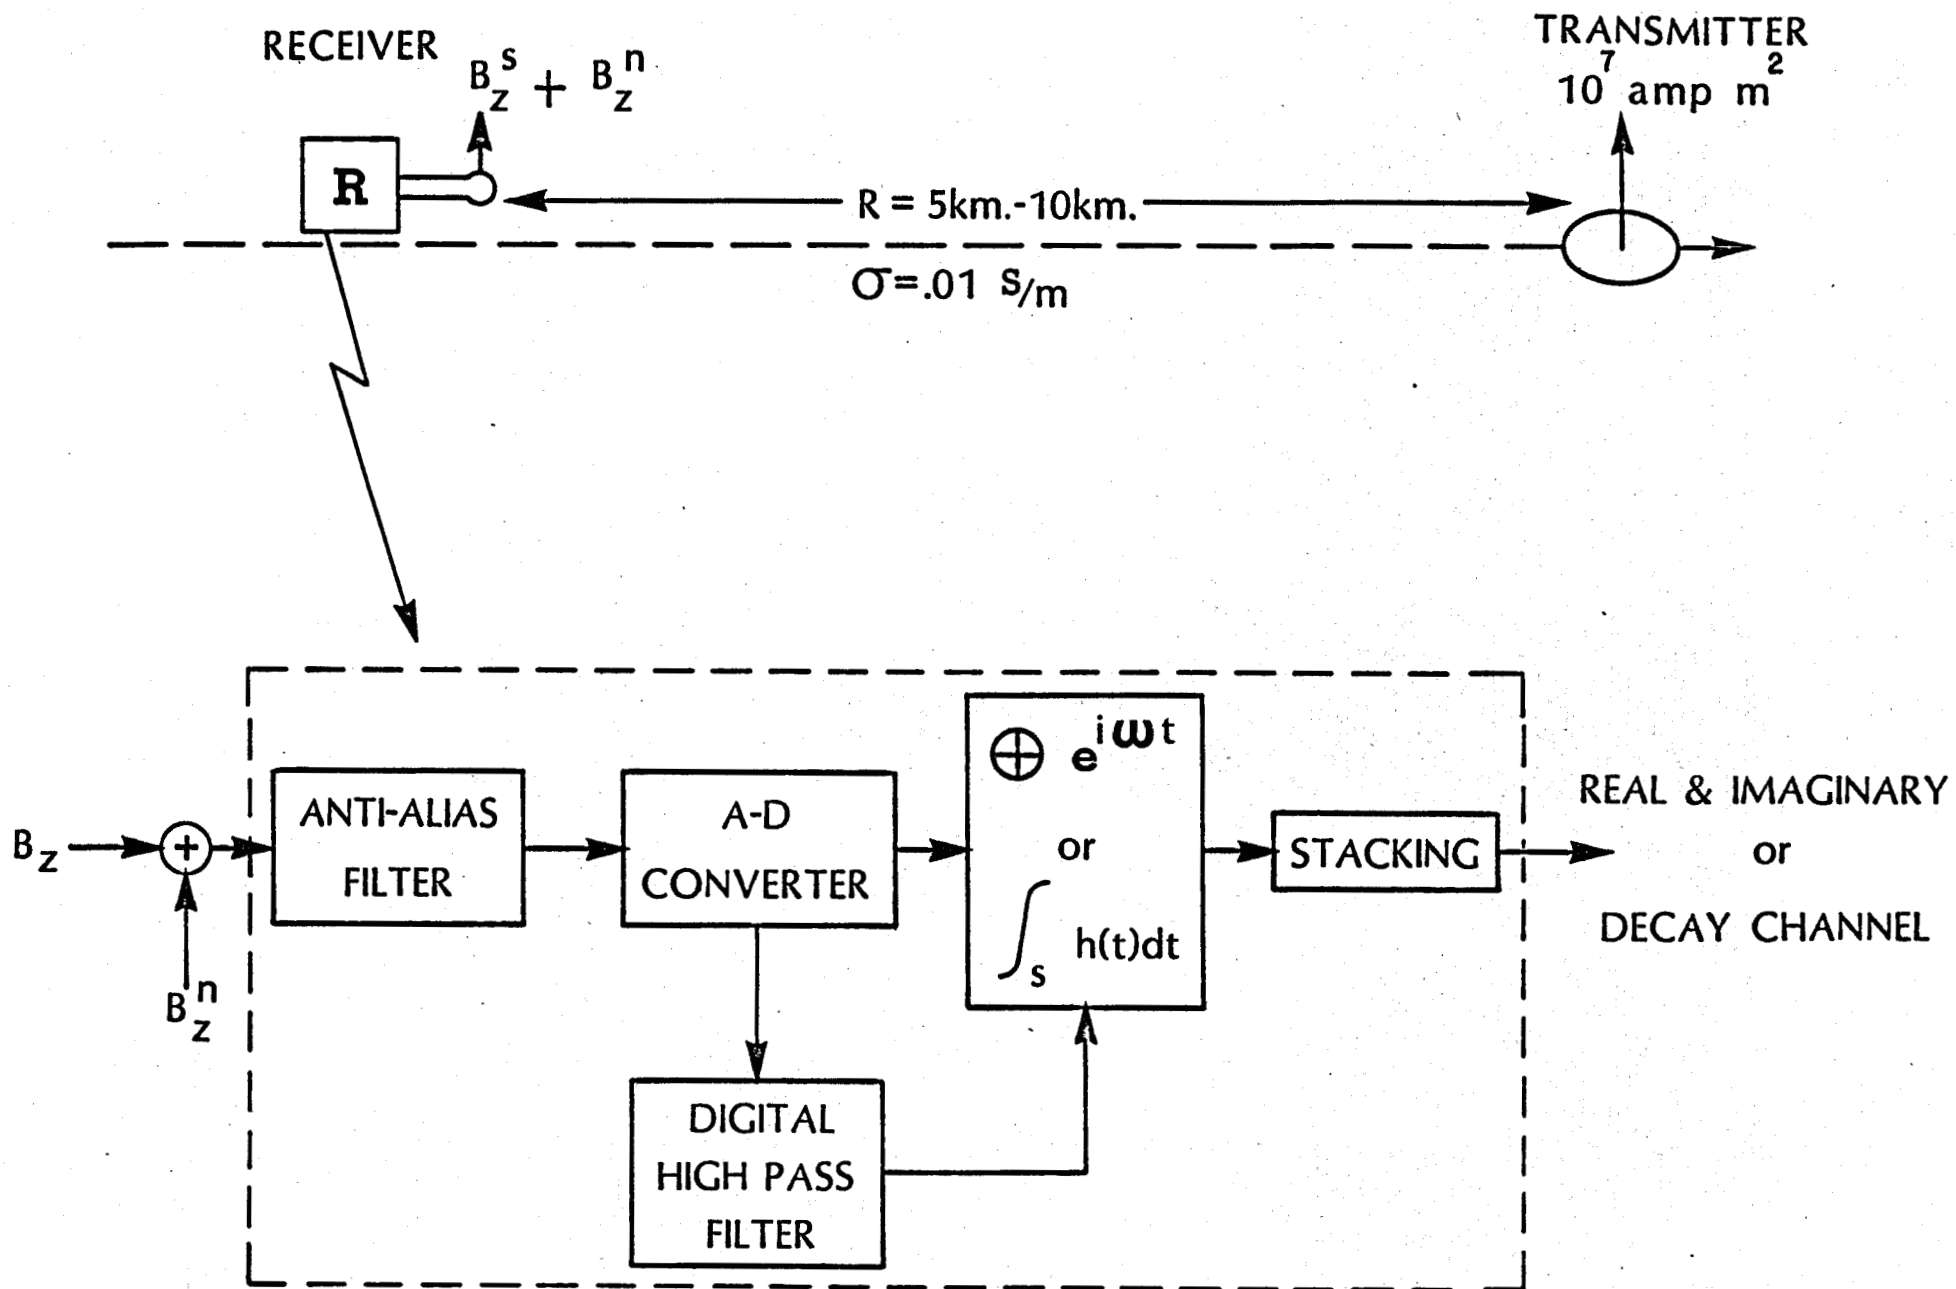 RECEIVER
B_z^s + B_z^n
TRANSMITTER
10^7 amp m^2
R
R = 5km.-10km.
σ=.01 S/m
B_z
+
B_z^n
ANTI-ALIAS
FILTER
A-D
CONVERTER
DIGITAL
HIGH PASS
FILTER
⊕ e^{iωt}
or
∫_s h(t)dt
STACKING
REAL & IMAGINARY
or
DECAY CHANNEL